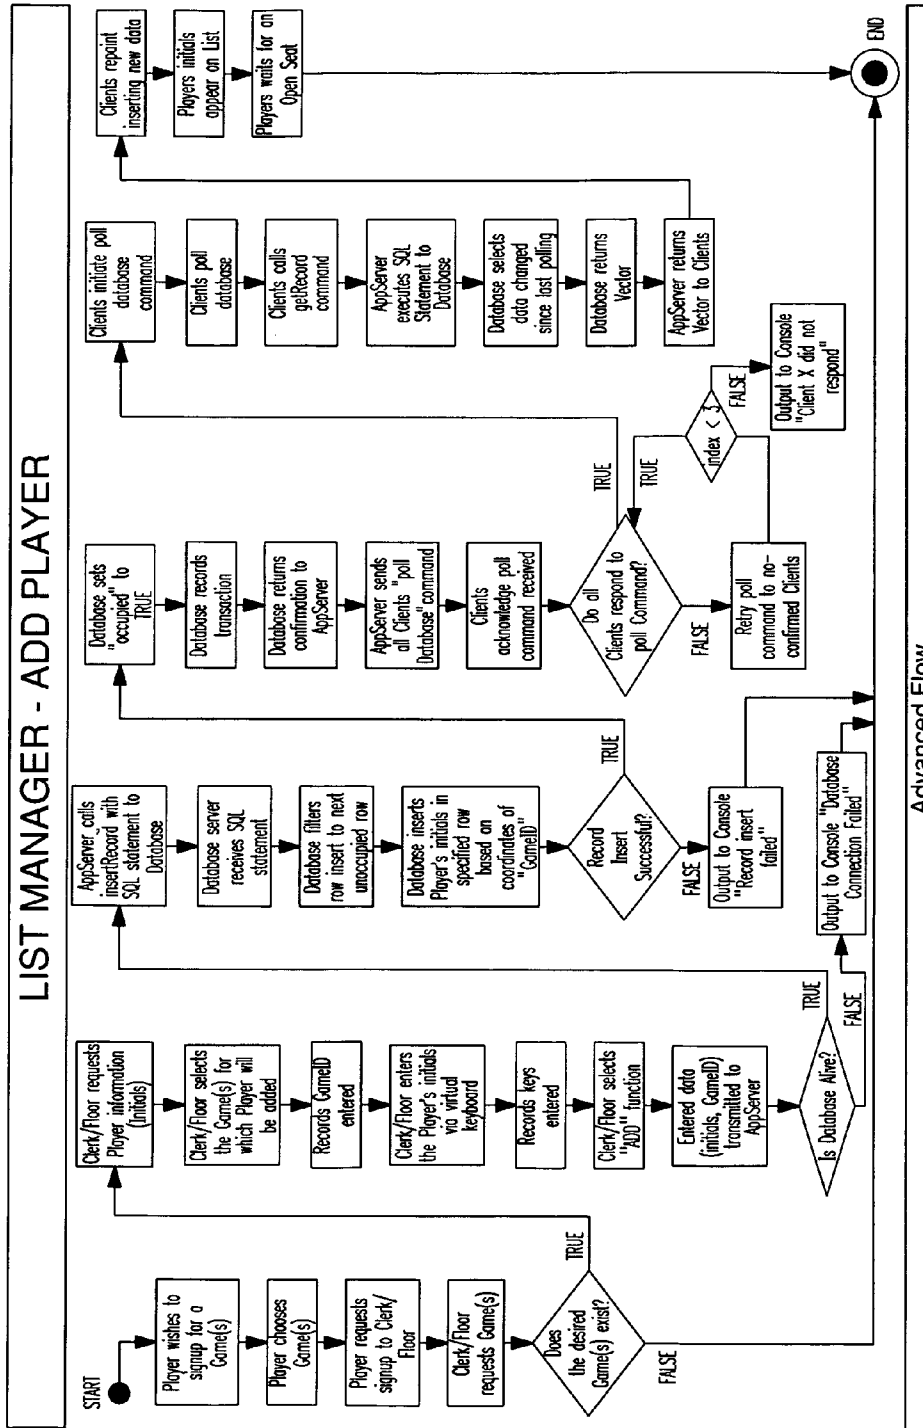 LIST MANAGER - ADD PLAYER
START
Player wishes to
signup for a
Game(s)
Player chooses
Game(s)
Player requests
signup to Clerk/
Floor
Clerk/Floor
requests Game(s)
Does
the desired
Game(s) exist?
TRUE
FALSE
Clerk/Floor requests
Player information
(initials)
Clerk/Floor selects
the Game(s) for
which Player will
be added
Records GameID
entered
Clerk/Floor enters
the Player's initials
via virtual
keyboard
Records keys
entered
Clerk/Floor selects
"ADD" function
Entered data
(initials, GameID)
transmitted to
AppServer
Is Database Alive?
TRUE
FALSE
Output to Console "Database
Connection Failed"
AppServer calls
insertRecord with
SQL statement to
Database
Database server
receives SQL
statement
Database filters
row insert to next
unoccupied row
Database inserts
Player's initials in
specified row
based on
coordinates of
"GameID"
Record
Insert
Successful?
TRUE
FALSE
Output to Console
"Record insert
failed"
Database sets
"occupied" to
TRUE
Database records
transaction
Database returns
confirmation to
AppServer
AppServer sends
all Clients "poll
Database" command
Clients
acknowledge poll
command received
Do all
Clients respond to
poll Command?
TRUE
FALSE
Retry poll
command to no-
confirmed Clients
index < 3
TRUE
FALSE
Output to Console
"Client X did not
respond"
Clients initiate poll
database
command
Clients poll
database
Clients calls
getRecord
command
AppServer
executes SQL
Statement to
Database
Database selects
data changed
since last polling
Database returns
Vector
AppServer returns
Vector to Clients
Clients repaint
inserting new data
Players initials
appear on List
Players waits for an
Open Seat
END
Advanced Flow